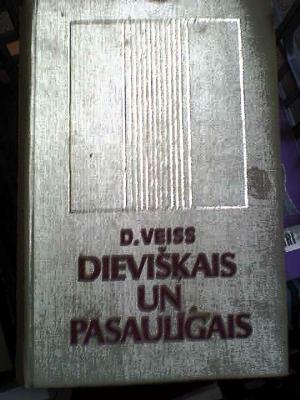 D. VEISS
DIEVIŠKAIS
UN
PASAULĪGAIS